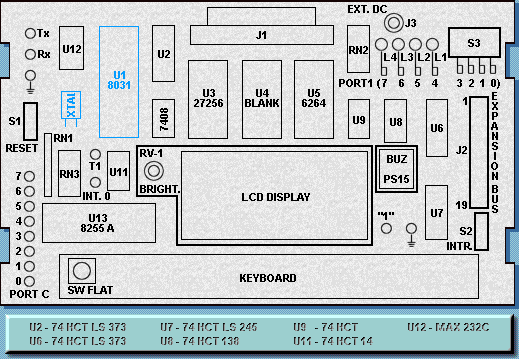 EXT. DC
Tx
Rx
U12
U1
8031
U2
J1
RN2
J3
S3
L4 L3 L2 L1
PORT1 (7 6 5 4 3 2 1 0)
U3
27256
U4
BLANK
U5
6264
XTAL
7408
S1
RESET
RN1
U9
U8
U6
1
EXPANSION BUS
J2
19
RN3
T1
INT. 0
U11
RV-1
BRIGHT.
LCD DISPLAY
BUZ
PS15
7
6
5
4
3
2
1
0
PORT C
U13
8255 A
"1"
U7
S2
INTR.
SW FLAT
KEYBOARD
U2 - 74 HCT LS 373 U7 - 74 HCT LS 245 U9 - 74 HCT U12 - MAX 232C
U6 - 74 HCT LS 373 U8 - 74 HCT 138 U11 - 74 HCT 14